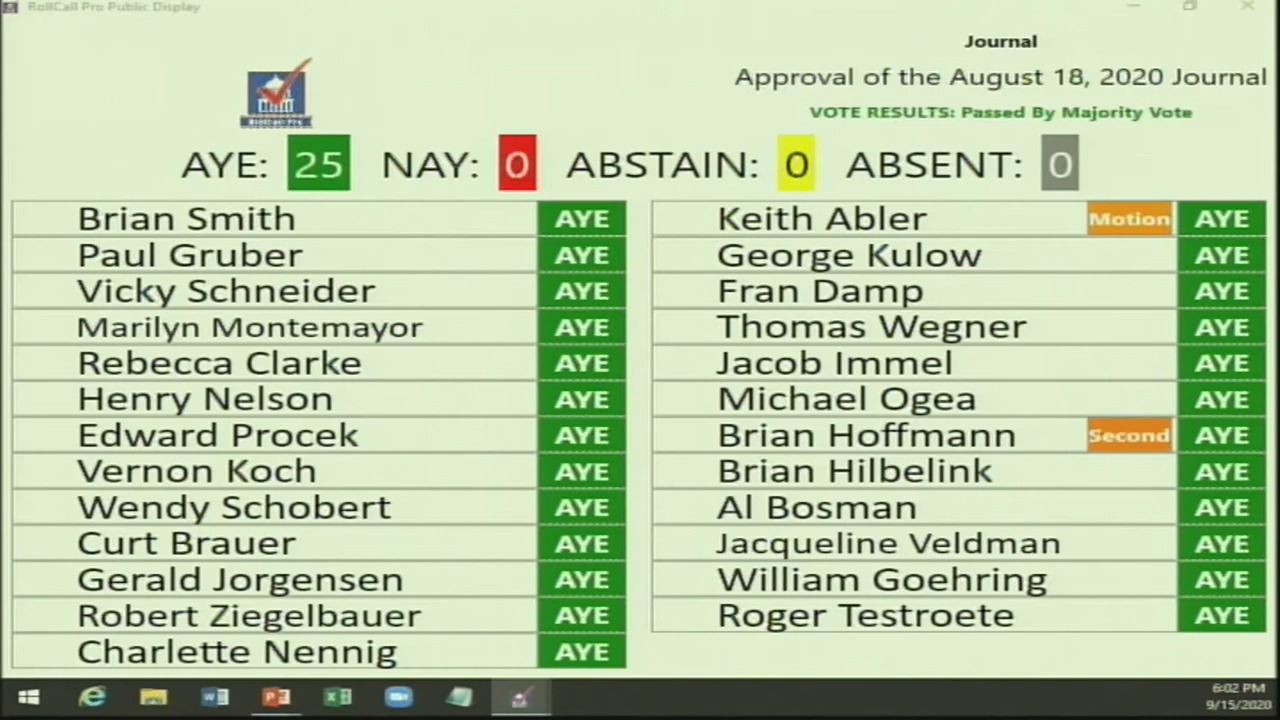 RollCall Pro Public Display
Journal
Approval of the August 18, 2020 Journal
VOTE RESULTS: Passed By Majority Vote
RollCall Pro
AYE: 25 NAY: 0 ABSTAIN: 0 ABSENT: 0
Brian Smith AYE
Paul Gruber AYE
Vicky Schneider AYE
Marilyn Montemayor AYE
Rebecca Clarke AYE
Henry Nelson AYE
Edward Procek AYE
Vernon Koch AYE
Wendy Schobert AYE
Curt Brauer AYE
Gerald Jorgensen AYE
Robert Ziegelbauer AYE
Charlette Nennig AYE
Keith Abler Motion AYE
George Kulow AYE
Fran Damp AYE
Thomas Wegner AYE
Jacob Immel AYE
Michael Ogea AYE
Brian Hoffmann Second AYE
Brian Hilbelink AYE
Al Bosman AYE
Jacqueline Veldman AYE
William Goehring AYE
Roger Testroete AYE
6:02 PM
9/15/2020